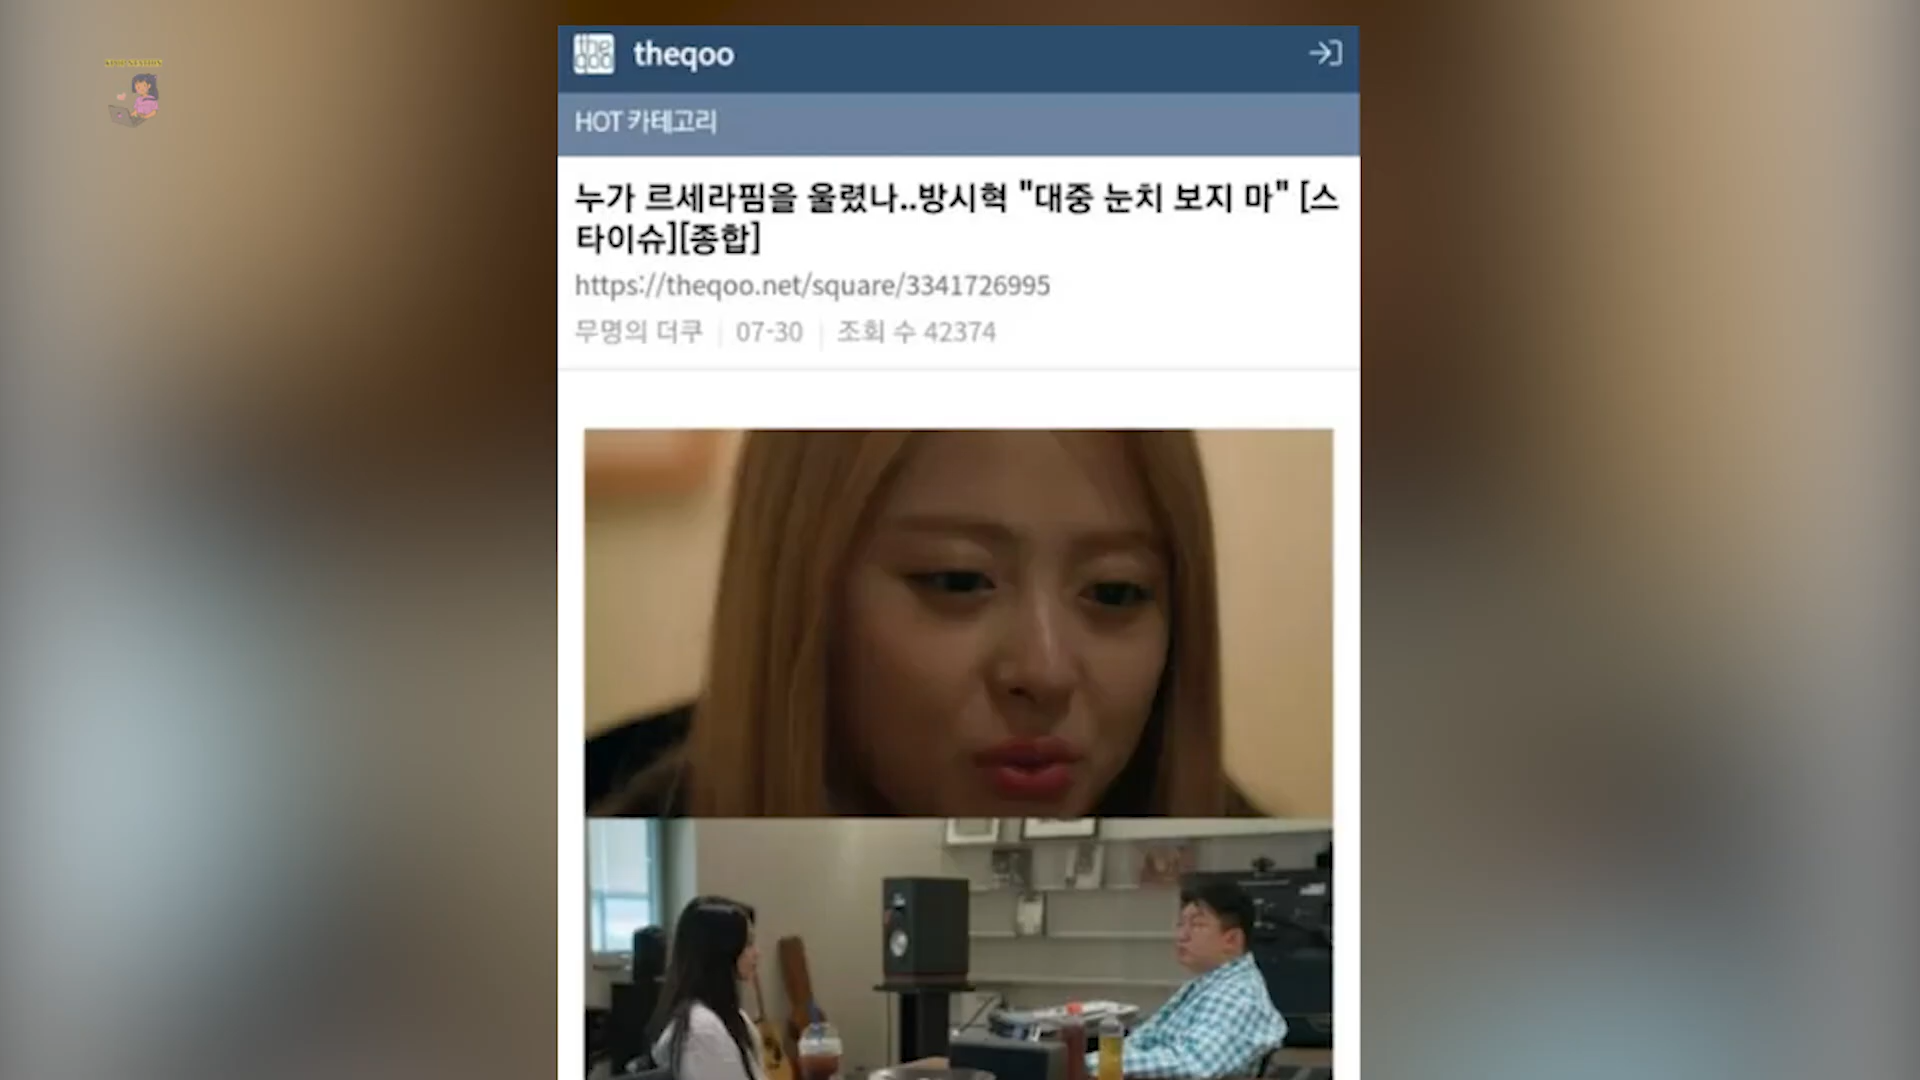 the qoo
theqoo
HOT 카테고리
누가 르세라핌을 울렸나..방시혁 "대중 눈치 보지 마" [스
타이슈][종합]
https://theqoo.net/square/3341726995
무명의 더쿠 | 07-30 | 조회 수 42374